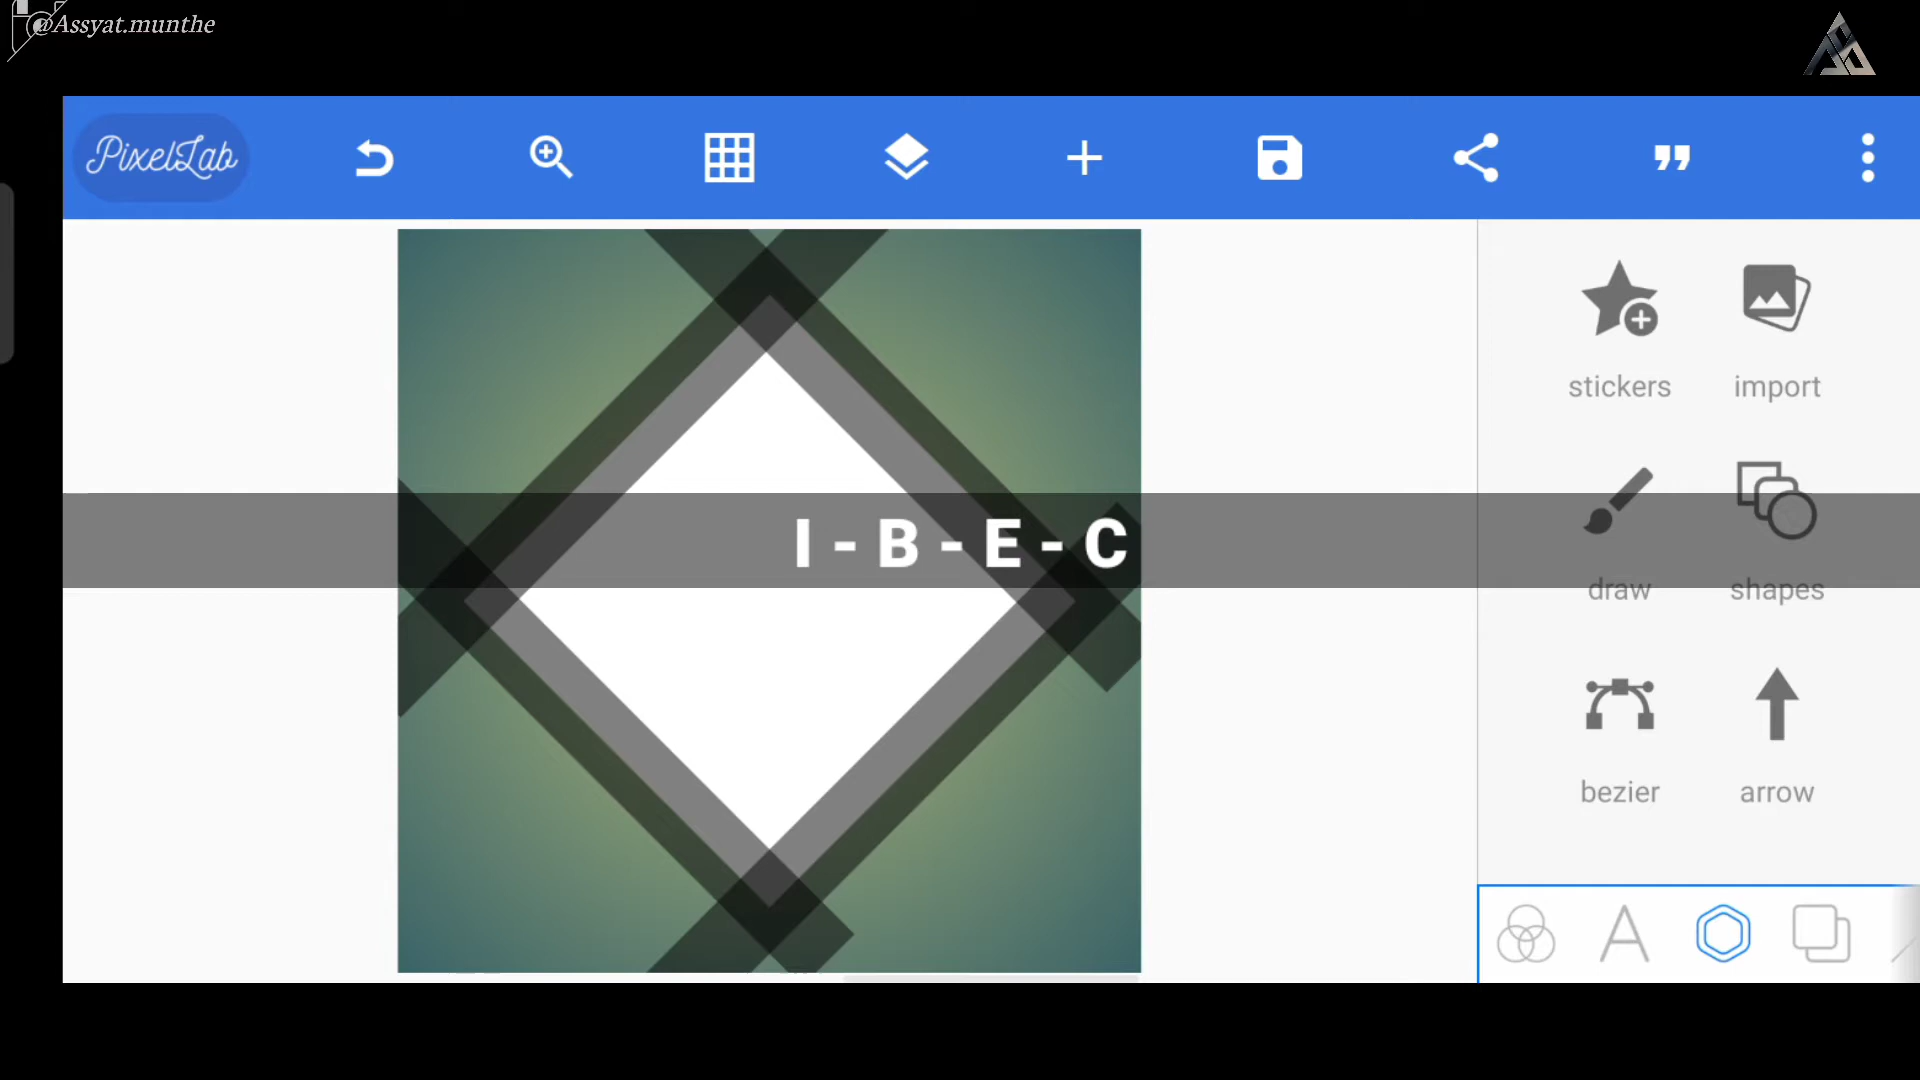 @Assyat.munthe
PixelLab
stickers import
I - B - E - C
draw shapes
bezier arrow